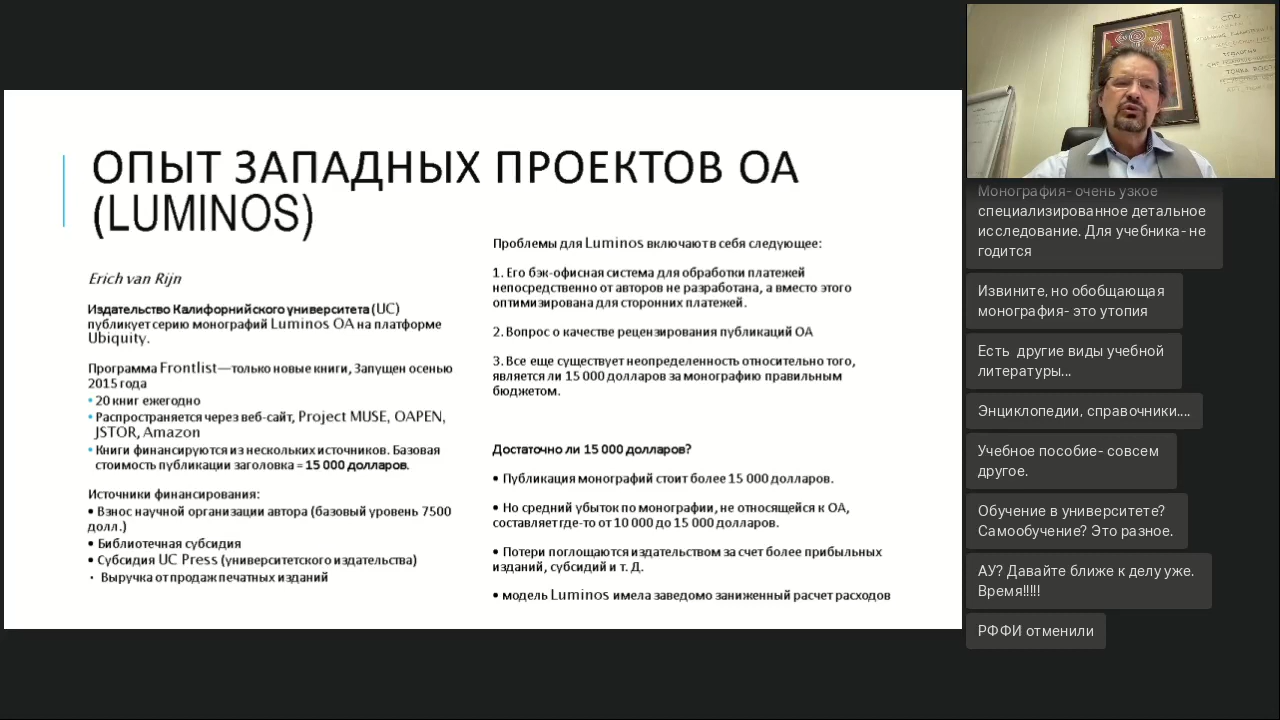 ОПЫТ ЗАПАДНЫХ ПРОЕКТОВ ОА
(LUMINOS)
Erich van Rijn
Издательство Калифорнийского университета (UC)
публикует серию монографий Luminos OA на платформе
Ubiquity.
Программа Frontlist—только новые книги, Запущен осенью
2015 года
• 20 книг ежегодно
• Распространяется через веб-сайт, Project MUSE, OAPEN,
JSTOR, Amazon
• Книги финансируются из нескольких источников. Базовая
стоимость публикации заголовка = 15 000 долларов.
Источники финансирования:
• Взнос научной организации автора (базовый уровень 7500
долл.)
• Библиотечная субсидия
• Субсидия UC Press (университетского издательства)
• Выручка от продаж печатных изданий
Проблемы для Luminos включают в себя следующее:
1. Его бэк-офисная система для обработки платежей
непосредственно от авторов не разработана, а вместо этого
оптимизирована для сторонних платежей.
2. Вопрос о качестве рецензирования публикаций ОА
3. Все еще существует неопределенность относительно того,
является ли 15 000 долларов за монографию правильным
бюджетом.
Достаточно ли 15 000 долларов?
• Публикация монографий стоит более 15 000 долларов.
• Но средний убыток по монографии, не относящейся к ОА,
составляет где-то от 10 000 до 15 000 долларов.
• Потери поглощаются издательством за счет более прибыльных
изданий, субсидий и т. Д.
• модель Luminos имела заведомо заниженный расчет расходов
СПО
ТОЧКА РОСТ
Монография- очень узкое
специализированное детальное
исследование. Для учебника- не
годится
Извините, но обобщающая
монография- это утопия
Есть другие виды учебной
литературы...
Энциклопедии, справочники....
Учебное пособие- совсем
другое.
Обучение в университете?
Самообучение? Это разное.
АУ? Давайте ближе к делу уже.
Время!!!!!
РФФИ отменили